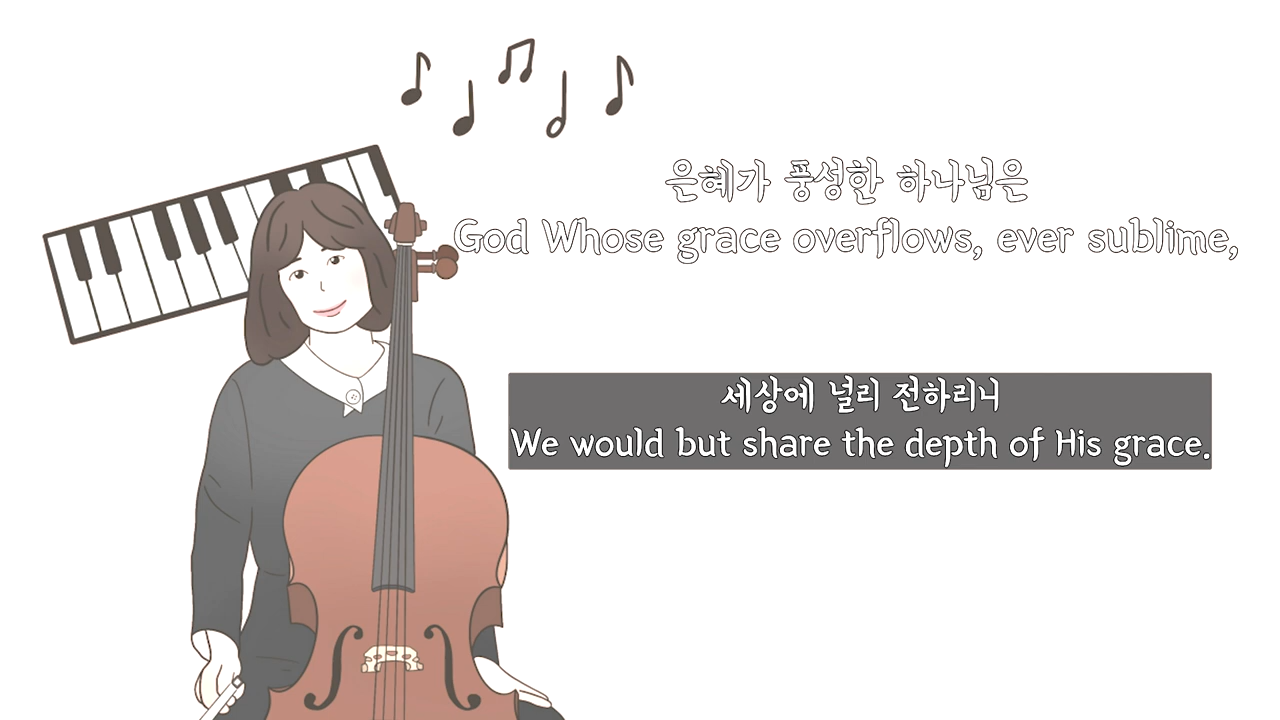 은혜가 풍성한 하나님은
God Whose grace overflows, ever sublime,
세상에 널리 전하리니
We would but share the depth of His grace.